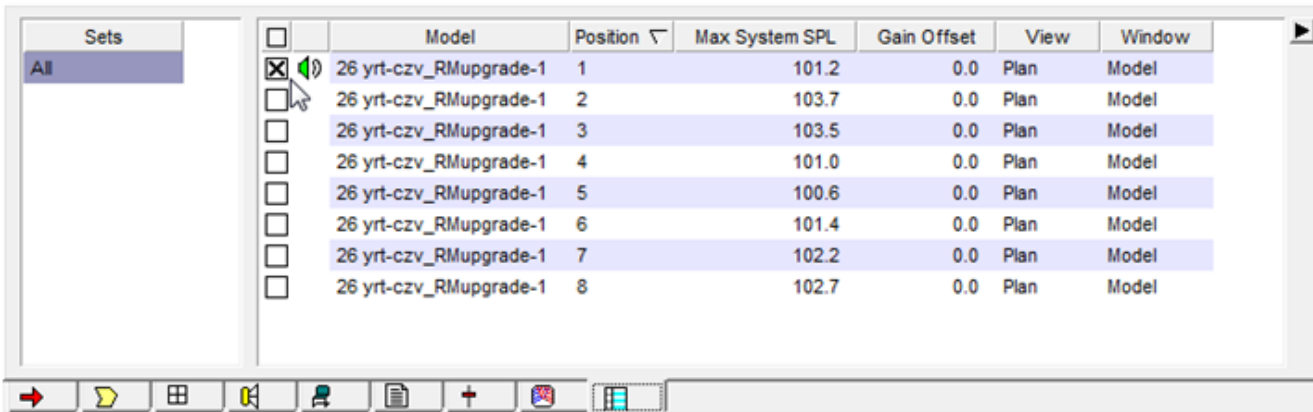 Sets Model Position Max System SPL Gain Offset View Window
All 26 yrt-czv_RMupgrade-1 1 101.2 0.0 Plan Model
26 yrt-czv_RMupgrade-1 2 103.7 0.0 Plan Model
26 yrt-czv_RMupgrade-1 3 103.5 0.0 Plan Model
26 yrt-czv_RMupgrade-1 4 101.0 0.0 Plan Model
26 yrt-czv_RMupgrade-1 5 100.6 0.0 Plan Model
26 yrt-czv_RMupgrade-1 6 101.4 0.0 Plan Model
26 yrt-czv_RMupgrade-1 7 102.2 0.0 Plan Model
26 yrt-czv_RMupgrade-1 8 102.7 0.0 Plan Model